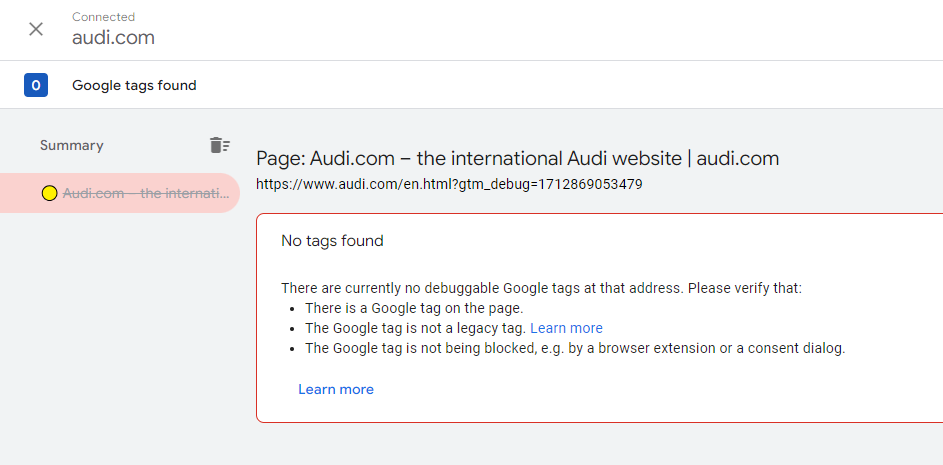 Connected
audi.com
0
Google tags found
Summary
Page: Audi.com – the international Audi website | audi.com
https://www.audi.com/en.html?gtm_debug=1712869053479
Audi.com – the internati...
No tags found
There are currently no debuggable Google tags at that address. Please verify that:
• There is a Google tag on the page.
• The Google tag is not a legacy tag. Learn more
• The Google tag is not being blocked, e.g. by a browser extension or a consent dialog.
Learn more